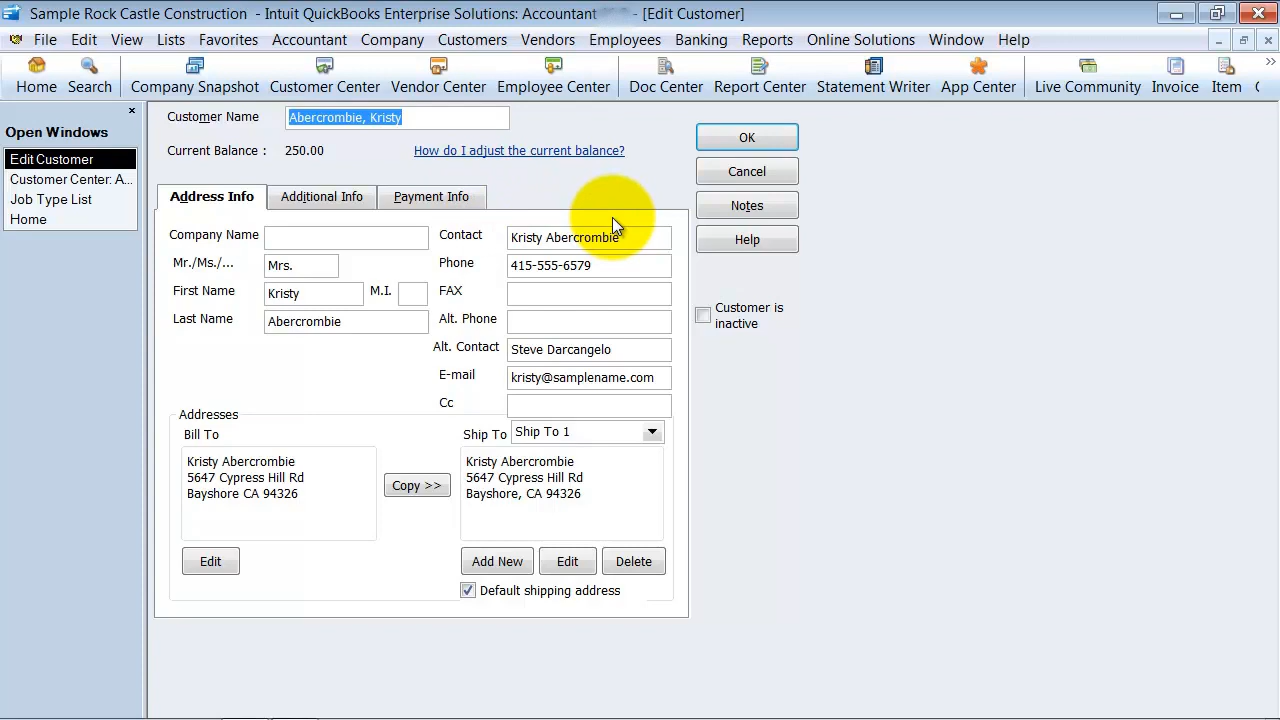 Sample Rock Castle Construction - Intuit QuickBooks Enterprise Solutions: Accountant - [Edit Customer]
File Edit View Lists Favorites Accountant Company Customers Vendors Employees Banking Reports Online Solutions Window Help
Home Search Company Snapshot Customer Center Vendor Center Employee Center Doc Center Report Center Statement Writer App Center Live Community Invoice Item
Open Windows
Edit Customer
Customer Center: A...
Job Type List
Home
Customer Name Abercrombie, Kristy
Current Balance : 250.00 How do I adjust the current balance?
OK
Cancel
Notes
Help
Customer is
inactive
Address Info Additional Info Payment Info
Company Name
Mr./Ms./... Mrs.
First Name Kristy M.I.
Last Name Abercrombie
Contact Kristy Abercrombie
Phone 415-555-6579
FAX
Alt. Phone
Alt. Contact Steve Darcangelo
E-mail kristy@samplename.com
Cc
Addresses
Bill To
Kristy Abercrombie
5647 Cypress Hill Rd
Bayshore CA 94326
Edit
Copy >>
Ship To Ship To 1
Kristy Abercrombie
5647 Cypress Hill Rd
Bayshore, CA 94326
Add New Edit Delete
Default shipping address